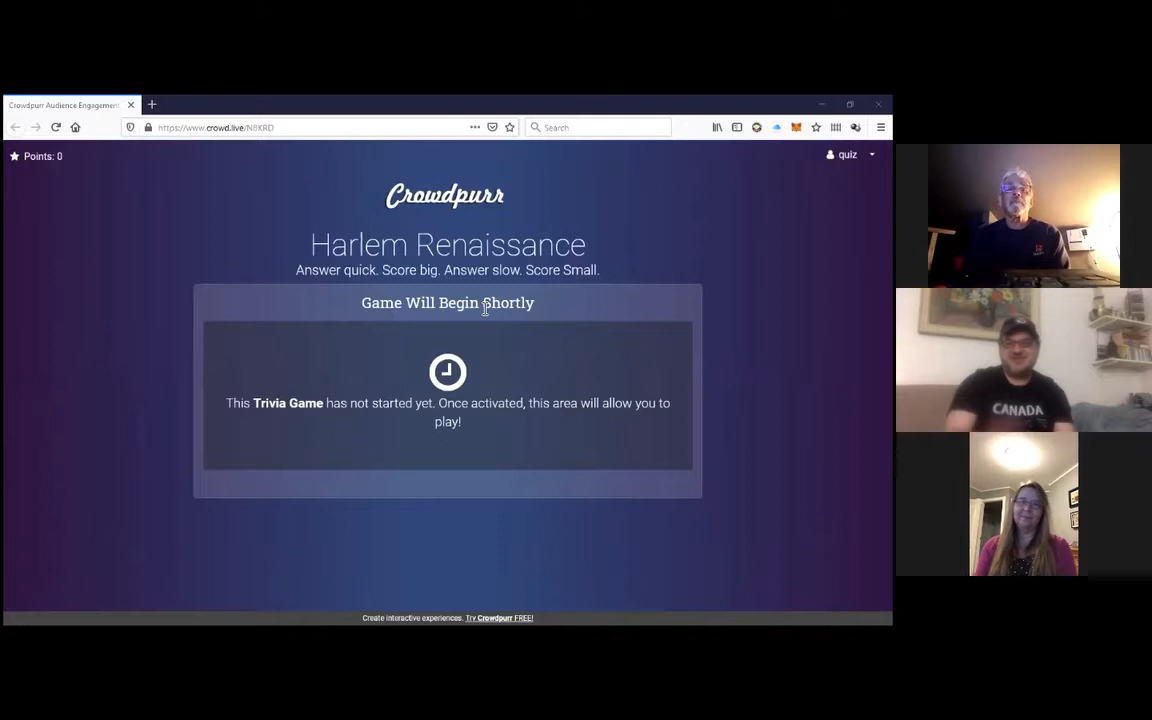 Crowdpurr Audience Engagement
https://www.crowd.live/N8KRD
Search
Points: 0
quiz
Crowdpurr
Harlem Renaissance
Answer quick. Score big. Answer slow. Score Small.
Game Will Begin Shortly
This Trivia Game has not started yet. Once activated, this area will allow you to
play!
CANADA
Create interactive experiences. Try Crowdpurr FREE!